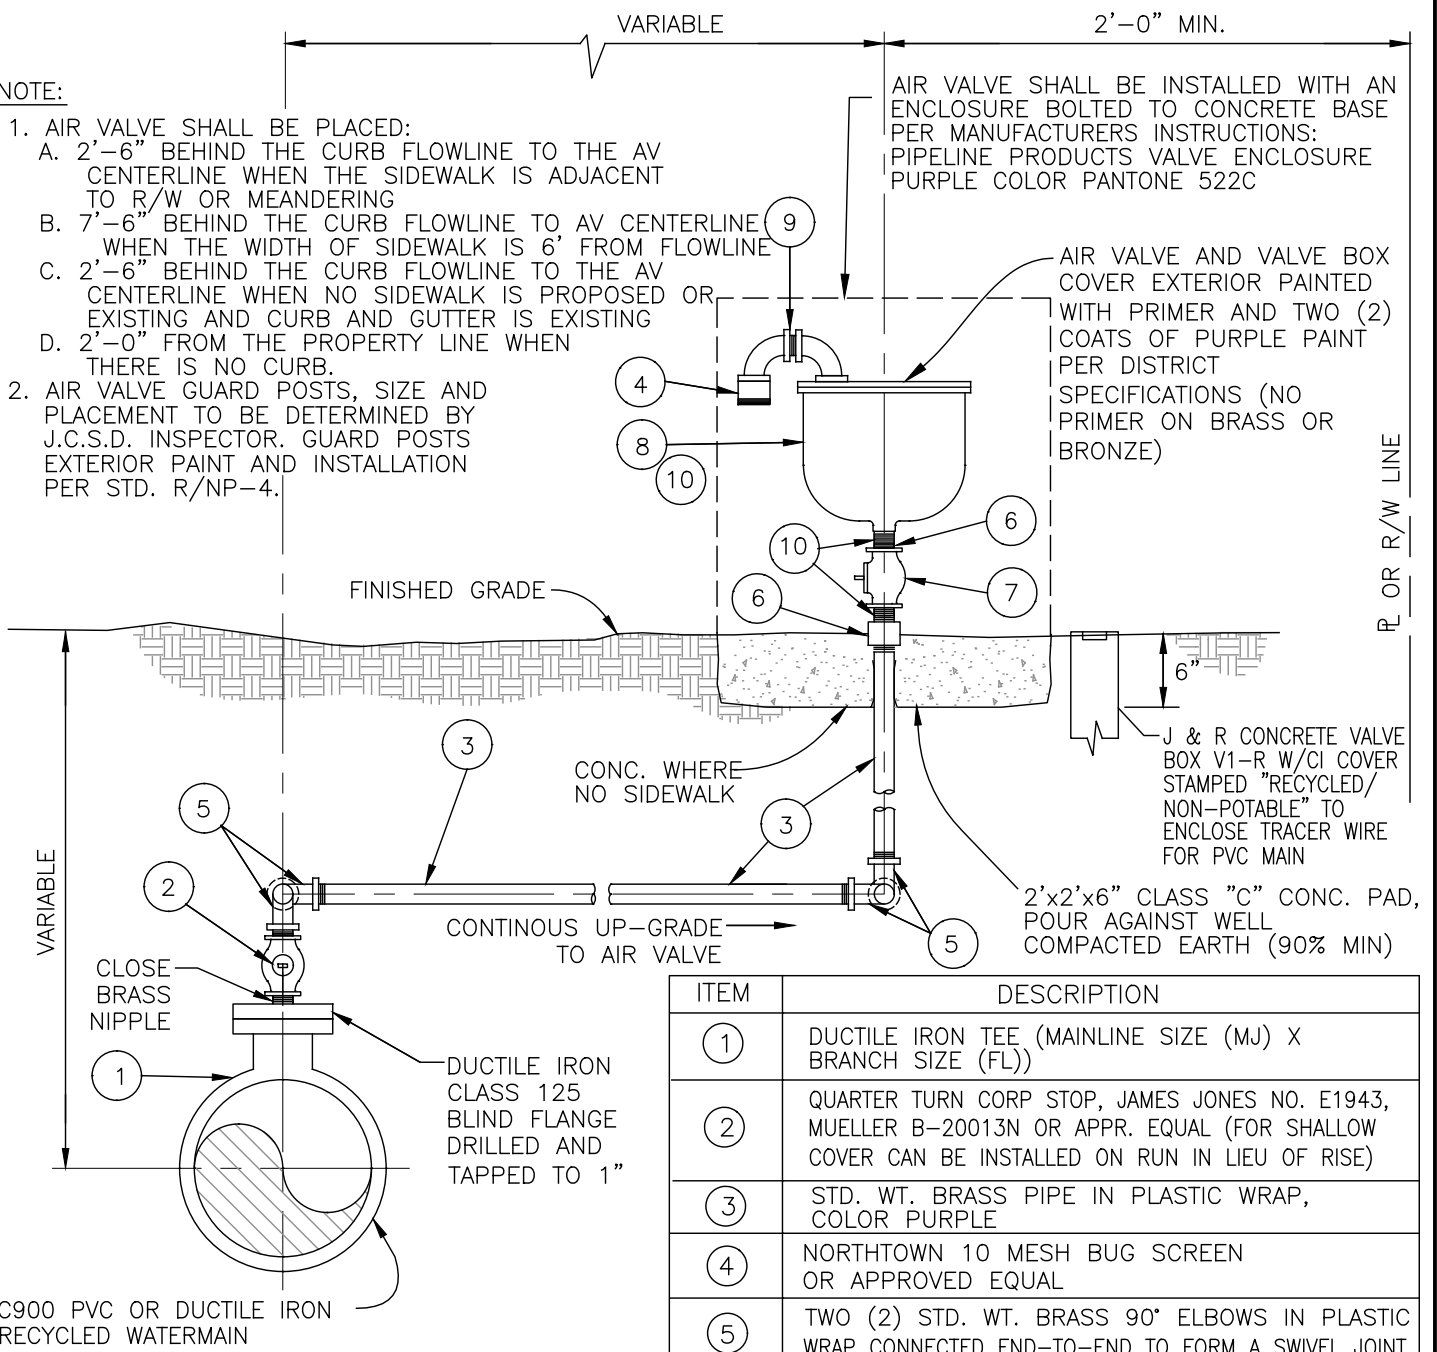 VARIABLE
2'-0" MIN.
NOTE:
1. AIR VALVE SHALL BE PLACED:
A. 2'-6" BEHIND THE CURB FLOWLINE TO THE AV
CENTERLINE WHEN THE SIDEWALK IS ADJACENT
TO R/W OR MEANDERING
B. 7'-6" BEHIND THE CURB FLOWLINE TO AV CENTERLINE
WHEN THE WIDTH OF SIDEWALK IS 6' FROM FLOWLINE
C. 2'-6" BEHIND THE CURB FLOWLINE TO THE AV
CENTERLINE WHEN NO SIDEWALK IS PROPOSED OR
EXISTING AND CURB AND GUTTER IS EXISTING
D. 2'-0" FROM THE PROPERTY LINE WHEN
THERE IS NO CURB.
2. AIR VALVE GUARD POSTS, SIZE AND
PLACEMENT TO BE DETERMINED BY
J.C.S.D. INSPECTOR. GUARD POSTS
EXTERIOR PAINT AND INSTALLATION
PER STD. R/NP-4.
AIR VALVE SHALL BE INSTALLED WITH AN
ENCLOSURE BOLTED TO CONCRETE BASE
PER MANUFACTURERS INSTRUCTIONS:
PIPELINE PRODUCTS VALVE ENCLOSURE
PURPLE COLOR PANTONE 522C
9
AIR VALVE AND VALVE BOX
COVER EXTERIOR PAINTED
WITH PRIMER AND TWO (2)
COATS OF PURPLE PAINT
PER DISTRICT
SPECIFICATIONS (NO
PRIMER ON BRASS OR
BRONZE)
4
8
10
6
10
7
6
PL OR R/W LINE
FINISHED GRADE
6"
3
CONC. WHERE
NO SIDEWALK
J & R CONCRETE VALVE
BOX V1-R W/CI COVER
STAMPED "RECYCLED/
NON-POTABLE" TO
ENCLOSE TRACER WIRE
FOR PVC MAIN
5
3
VARIABLE
2
CONTINOUS UP-GRADE
TO AIR VALVE
5
2'x2'x6" CLASS "C" CONC. PAD,
POUR AGAINST WELL
COMPACTED EARTH (90% MIN)
CLOSE
BRASS
NIPPLE
1
DUCTILE IRON
CLASS 125
BLIND FLANGE
DRILLED AND
TAPPED TO 1"
C900 PVC OR DUCTILE IRON
RECYCLED WATERMAIN
ITEM DESCRIPTION
1 DUCTILE IRON TEE (MAINLINE SIZE (MJ) X
BRANCH SIZE (FL))
2 QUARTER TURN CORP STOP, JAMES JONES NO. E1943,
MUELLER B-20013N OR APPR. EQUAL (FOR SHALLOW
COVER CAN BE INSTALLED ON RUN IN LIEU OF RISE)
3 STD. WT. BRASS PIPE IN PLASTIC WRAP,
COLOR PURPLE
4 NORTHTOWN 10 MESH BUG SCREEN
OR APPROVED EQUAL
5 TWO (2) STD. WT. BRASS 90° ELBOWS IN PLASTIC
WRAP CONNECTED END-TO-END TO FORM A SWIVEL JOINT